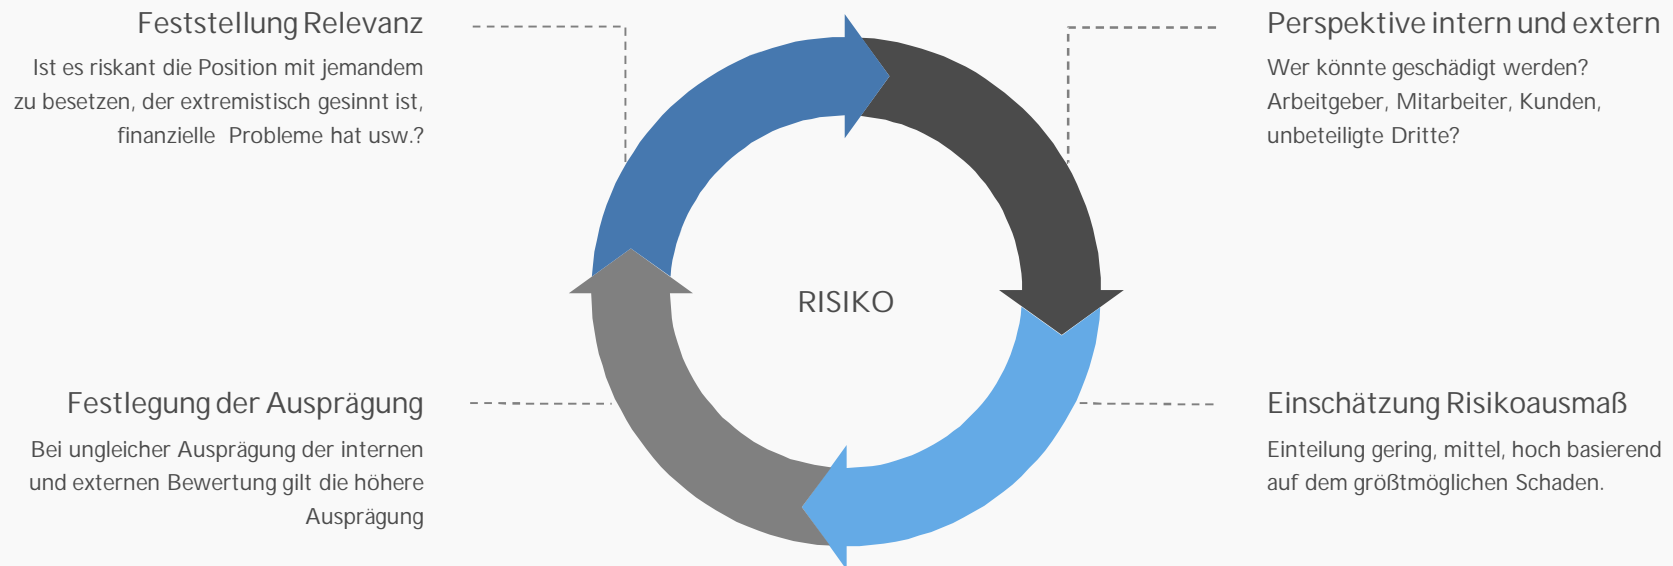 Feststellung Relevanz
Ist es riskant die Position mit jemandem
zu besetzen, der extremistisch gesinnt ist,
finanzielle Probleme hat usw.?
Perspektive intern und extern
Wer könnte geschädigt werden?
Arbeitgeber, Mitarbeiter, Kunden,
unbeteiligte Dritte?
RISIKO
Festlegung der Ausprägung
Bei ungleicher Ausprägung der internen
und externen Bewertung gilt die höhere
Ausprägung
Einschätzung Risikoausmaß
Einteilung gering, mittel, hoch basierend
auf dem größtmöglichen Schaden.